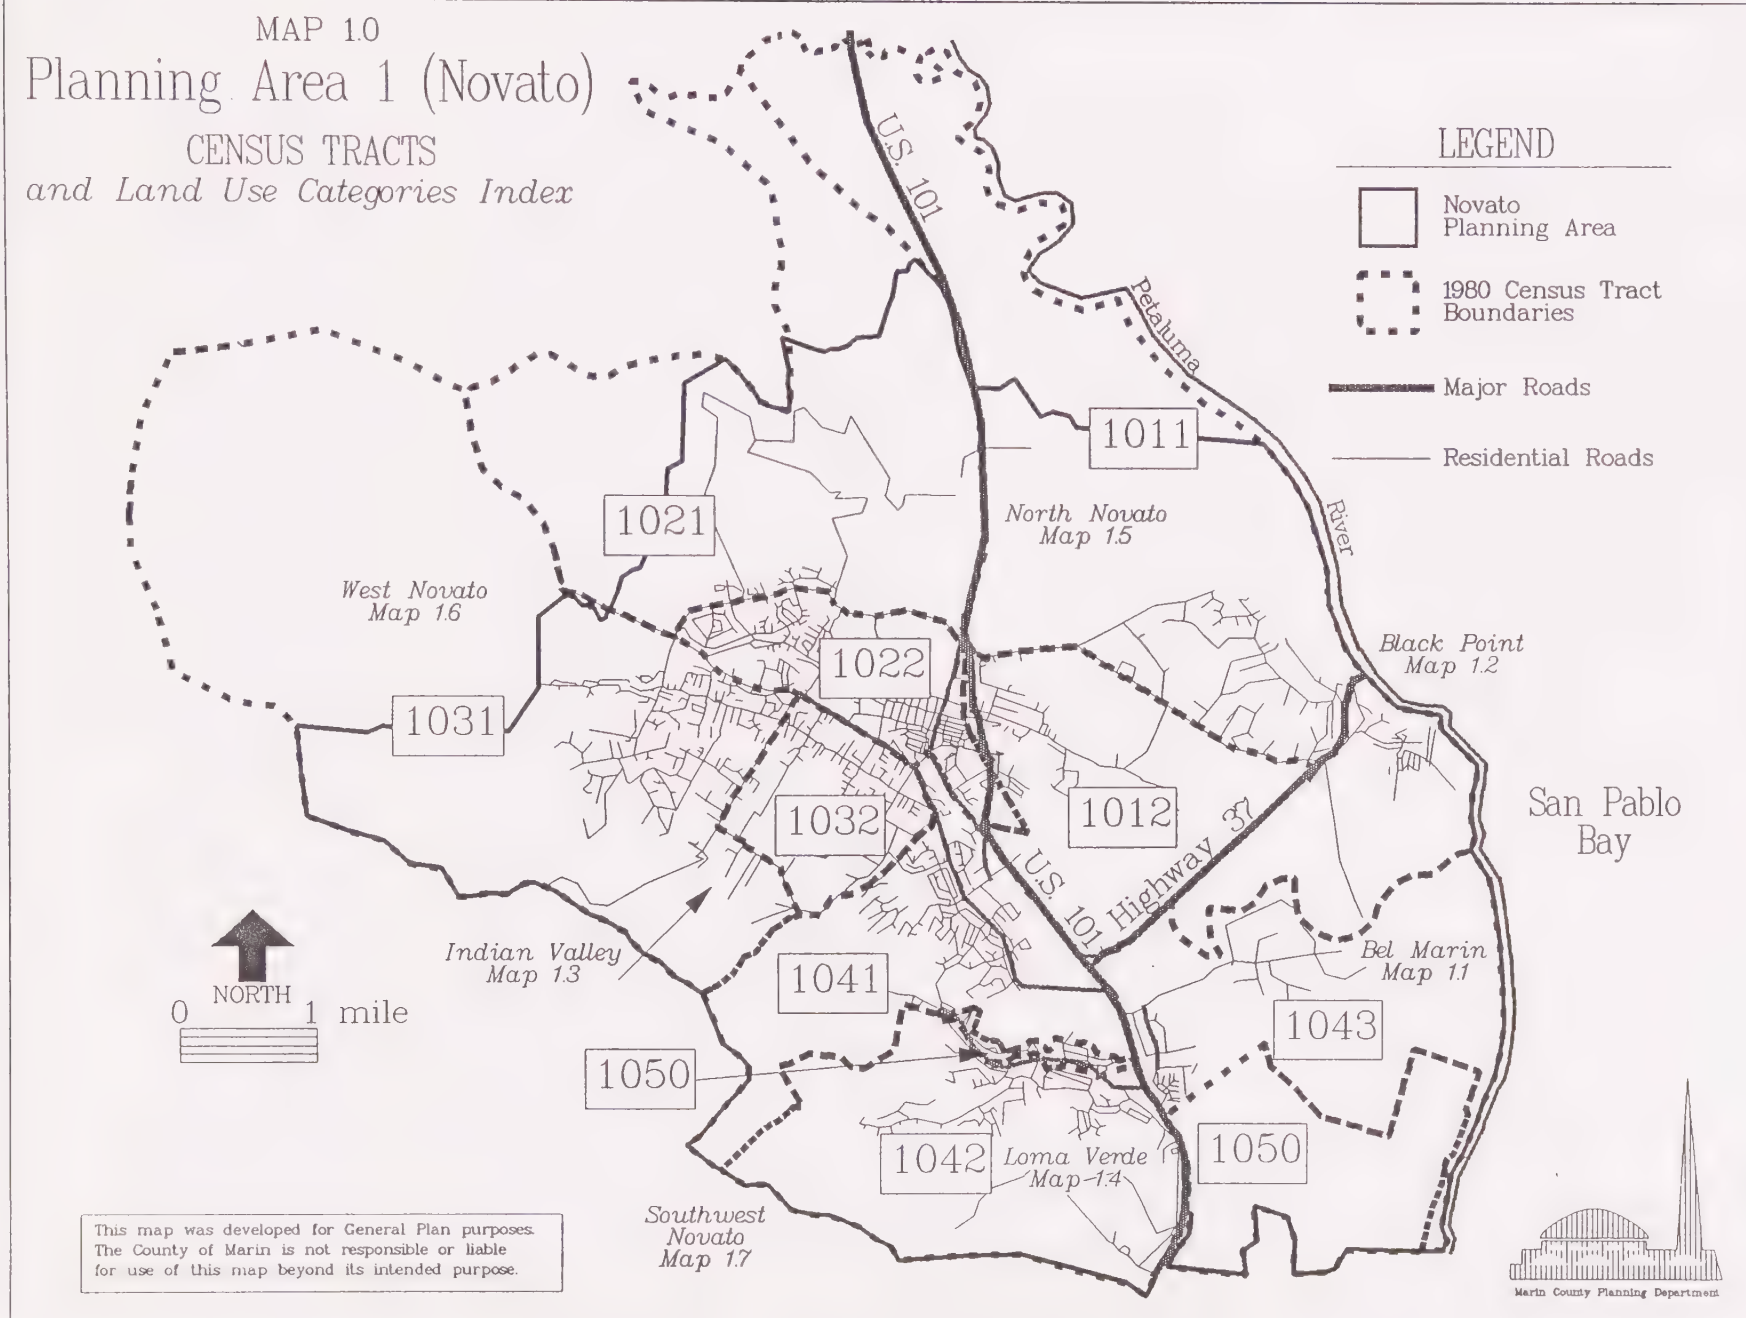 MAP 1.0
Planning Area 1 (Novato)
CENSUS TRACTS
and Land Use Categories Index
LEGEND
Novato
Planning Area
1980 Census Tract
Boundaries
Major Roads
Residential Roads
U.S. 101
Petaluma
River
1011
1021
North Novato
Map 1.5
West Novato
Map 1.6
1022
Black Point
Map 1.2
1031
1032
1012
San Pablo
Bay
Highway 37
U.S. 101
Indian Valley
Map 1.3
Bel Marin
Map 1.1
NORTH
0 1 mile
1041
1043
1050
1042
Loma Verde
Map 1.4
1050
Southwest
Novato
Map 1.7
This map was developed for General Plan purposes.
The County of Marin is not responsible or liable
for use of this map beyond its intended purpose.
Marin County Planning Department